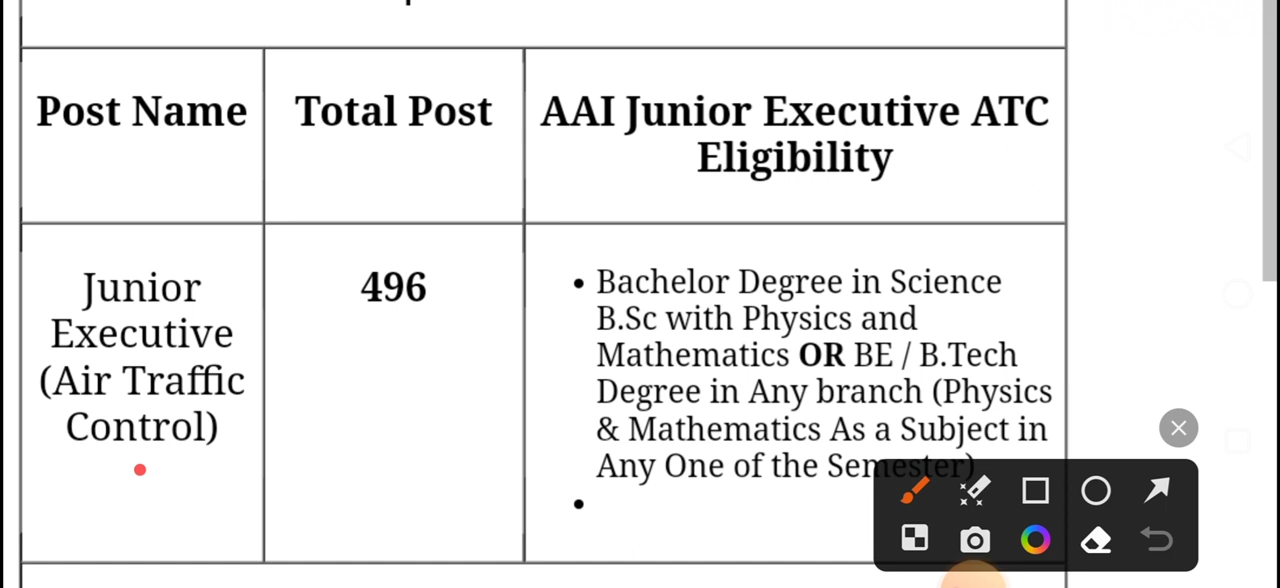 Post Name
Total Post
AAI Junior Executive ATC
Eligibility
Junior
Executive
(Air Traffic
Control)
496
• Bachelor Degree in Science
B.Sc with Physics and
Mathematics OR BE / B.Tech
Degree in Any branch (Physics
& Mathematics As a Subject in
Any One of the Semester)
•